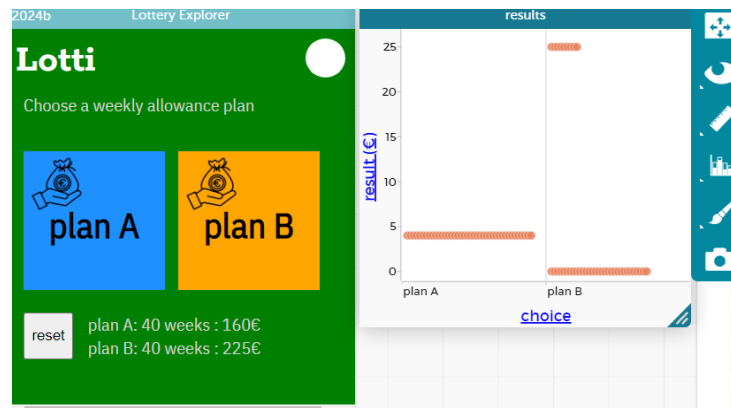 2024b Lottery Explorer
Lotti
Choose a weekly allowance plan
plan A
plan B
reset
plan A: 40 weeks : 160€
plan B: 40 weeks : 225€
results
25
20
15
10
5
0
result (€)
plan A
plan B
choice